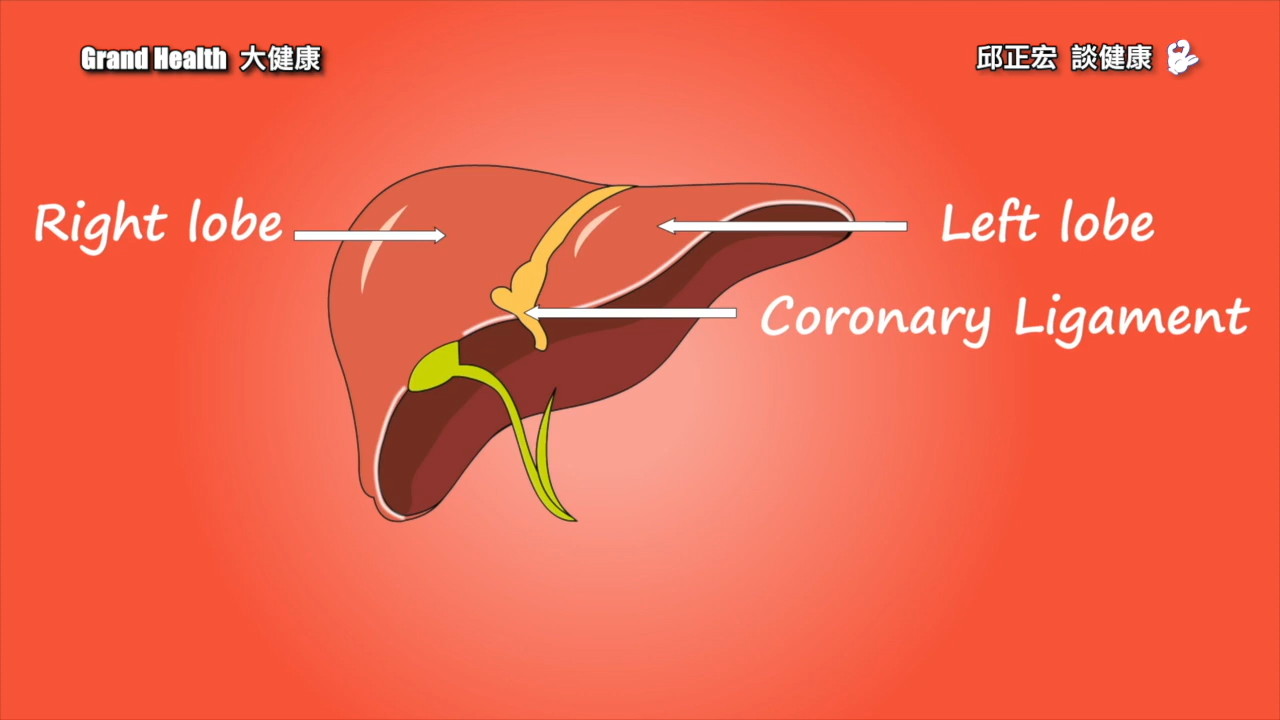 Grand Health 大健康
邱正宏 談健康
Right lobe
Left lobe
Coronary Ligament